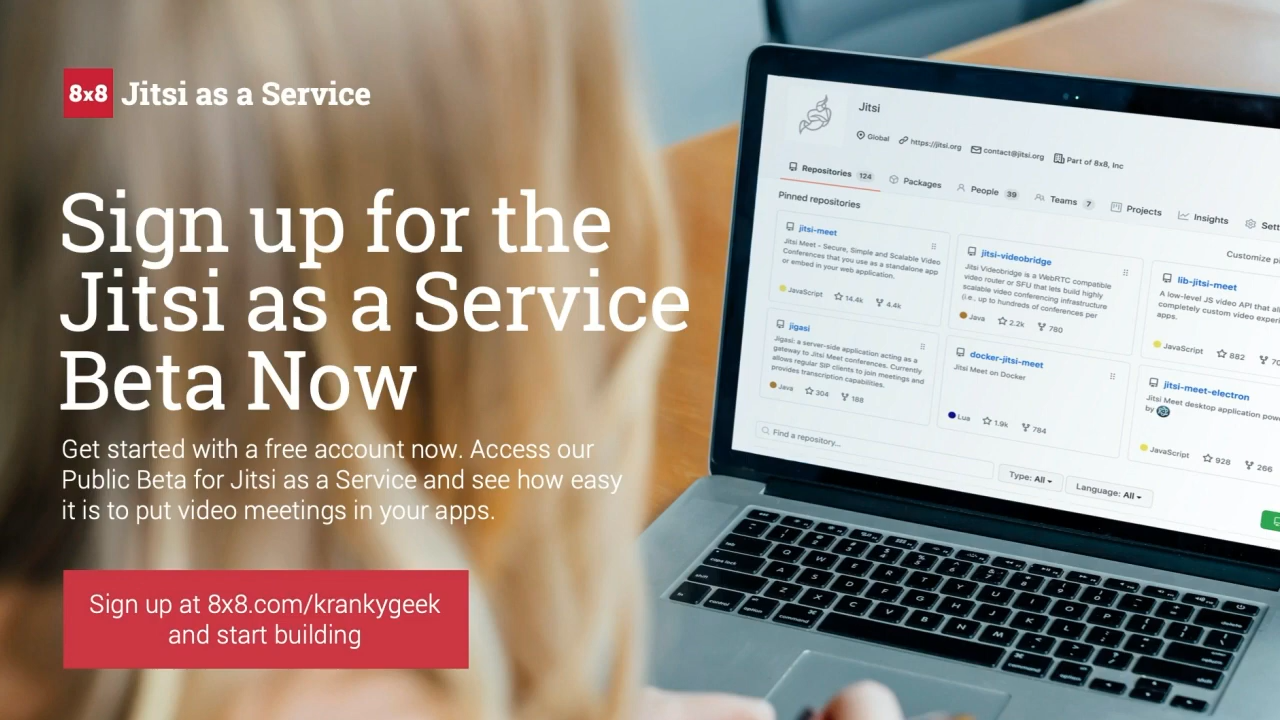 8x8 Jitsi as a Service
Sign up for the
Jitsi as a Service
Beta Now
Get started with a free account now. Access our
Public Beta for Jitsi as a Service and see how easy
it is to put video meetings in your apps.
Sign up at 8x8.com/krankygeek
and start building
Jitsi
Global https://jitsi.org contact@jitsi.org Part of 8x8, Inc
Repositories 124 Packages People 39 Teams 7 Projects Insights Sett
Pinned repositories
Customize pi
jitsi-meet
Jitsi Meet - Secure, Simple and Scalable Video
Conferences that you use as a standalone app
or embed in your web application.
JavaScript 14.4k 4.4k
jitsi-videobridge
Jitsi Videobridge is a WebRTC compatible
video router or SFU that lets build highly
scalable video conferencing infrastructure
(i.e., up to hundreds of conferences per
Java 2.2k 780
lib-jitsi-meet
A low-level JS video API that al
completely custom video experi
apps.
JavaScript 882 70
jigasi
Jigasi: a server-side application acting as a
gateway to Jitsi Meet conferences. Currently
allows regular SIP clients to join meetings and
provides transcription capabilities.
Java 304 188
docker-jitsi-meet
Jitsi Meet on Docker
Lua 1.9k 784
jitsi-meet-electron
Jitsi Meet desktop application powe
by
JavaScript 928 266
Find a repository...
Type: All Language: All